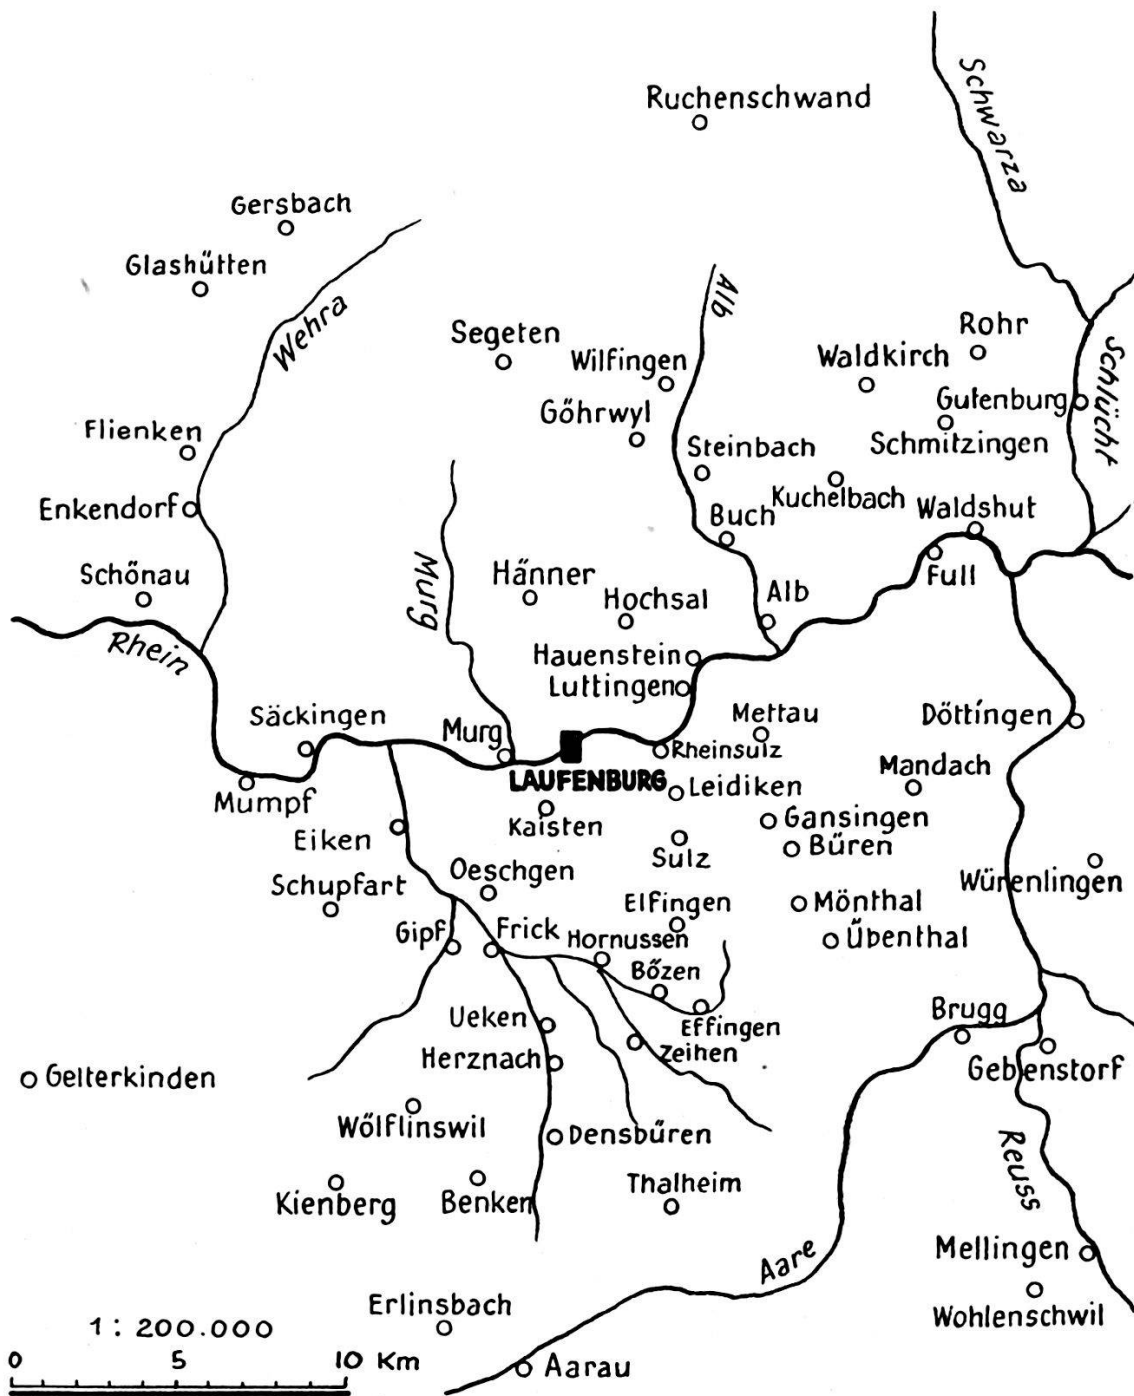 Schwarza
Ruchenschwand
Gersbach
Glashütten
Wehra
Alb
Segeten
Wilfingen
Waldkirch
Rohr
Schlücht
Göhrwyl
Gutenburg
Schmitzingen
Flienken
Steinbach
Kuchelbach
Enkendorf
Buch
Waldshut
Schönau
Murg
Hänner
Hochsal
Alb
Full
Rhein
Hauenstein
Luttingen
Säckingen
Murg
Mettau
Döttingen
Rheinsulz
LAUFENBURG
Leidiken
Mandach
Mumpf
Kaisten
Gansingen
Eiken
Sulz
Büren
Oeschgen
Schupfart
Elfingen
Mönthal
Würenlingen
Gipf
Frick
Hornussen
Übenthal
Bözen
Ueken
Effingen
Brugg
Herznach
Zeihen
Gebenstorf
Gelterkinden
Wölflinswil
Densbüren
Reuss
Kienberg
Benken
Thalheim
Aare
Mellingen
Erlinsbach
Wohlenschwil
1:200.000
0 5 10 Km
Aarau